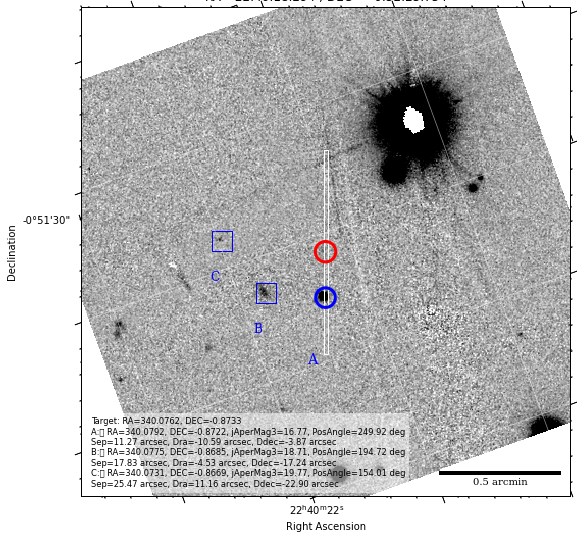 -0°51'30"
Declination
C
B
A
Target: RA=340.0762, DEC=-0.8733
A: RA=340.0792, DEC=-0.8722, jAperMag3=16.77, PosAngle=249.92 deg
Sep=11.27 arcsec, Dra=-10.59 arcsec, Ddec=-3.87 arcsec
B: RA=340.0775, DEC=-0.8685, jAperMag3=18.71, PosAngle=194.72 deg
Sep=17.83 arcsec, Dra=-4.53 arcsec, Ddec=-17.24 arcsec
C: RA=340.0731, DEC=-0.8669, jAperMag3=19.77, PosAngle=154.01 deg
Sep=25.47 arcsec, Dra=11.16 arcsec, Ddec=-22.90 arcsec
0.5 arcmin
22ʰ40ᵐ22ˢ
Right Ascension